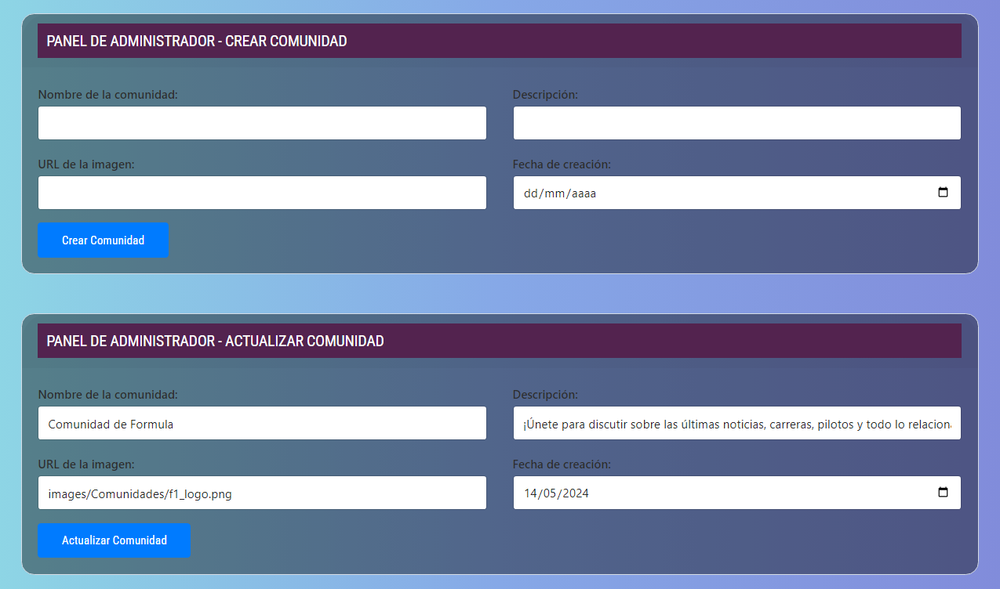 PANEL DE ADMINISTRADOR - CREAR COMUNIDAD
Nombre de la comunidad:
Descripción:
URL de la imagen:
Fecha de creación:
dd/mm/aaaa
Crear Comunidad
PANEL DE ADMINISTRADOR - ACTUALIZAR COMUNIDAD
Nombre de la comunidad:
Descripción:
Comunidad de Formula
¡Únete para discutir sobre las últimas noticias, carreras, pilotos y todo lo relacion
URL de la imagen:
Fecha de creación:
images/Comunidades/f1_logo.png
14/05/2024
Actualizar Comunidad